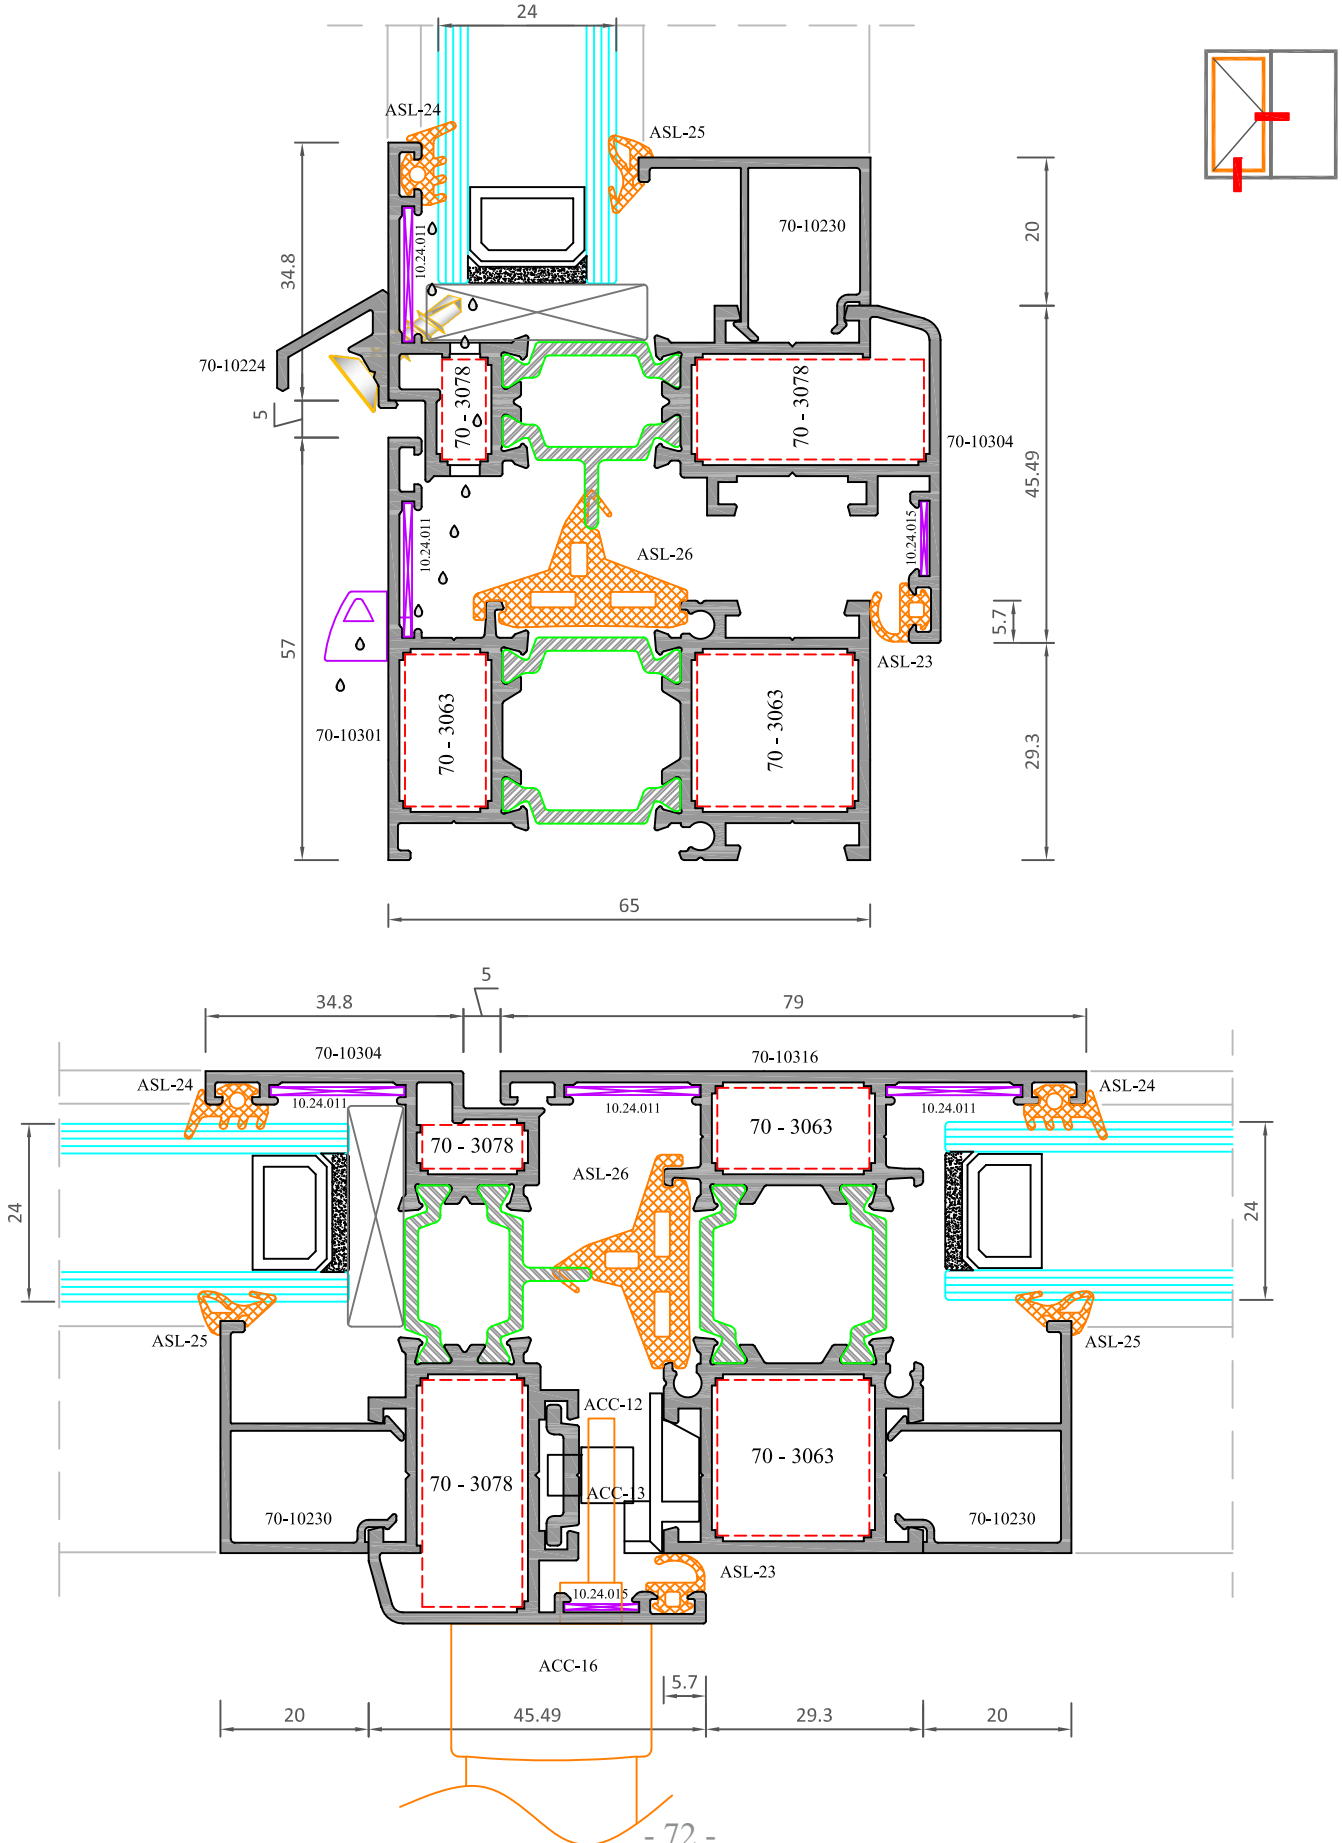 24
ASL-24
ASL-25
70-10230
20
10.24.011
34.8
70-10224
70 - 3078
70 - 3078
5
70-10304
45.49
10.24.011
10.24.015
ASL-26
5.7
57
ASL-23
70 - 3063
70 - 3063
70-10301
29.3
65
5
34.8
79
70-10304
70-10316
ASL-24
ASL-24
10.24.011
10.24.011
10.24.011
70 - 3063
70 - 3078
ASL-26
24
24
ASL-25
ASL-25
ACC-12
70 - 3063
70 - 3078
ACC-13
70-10230
70-10230
ASL-23
10.24.015
ACC-16
5.7
20
45.49
29.3
20
- 72 -